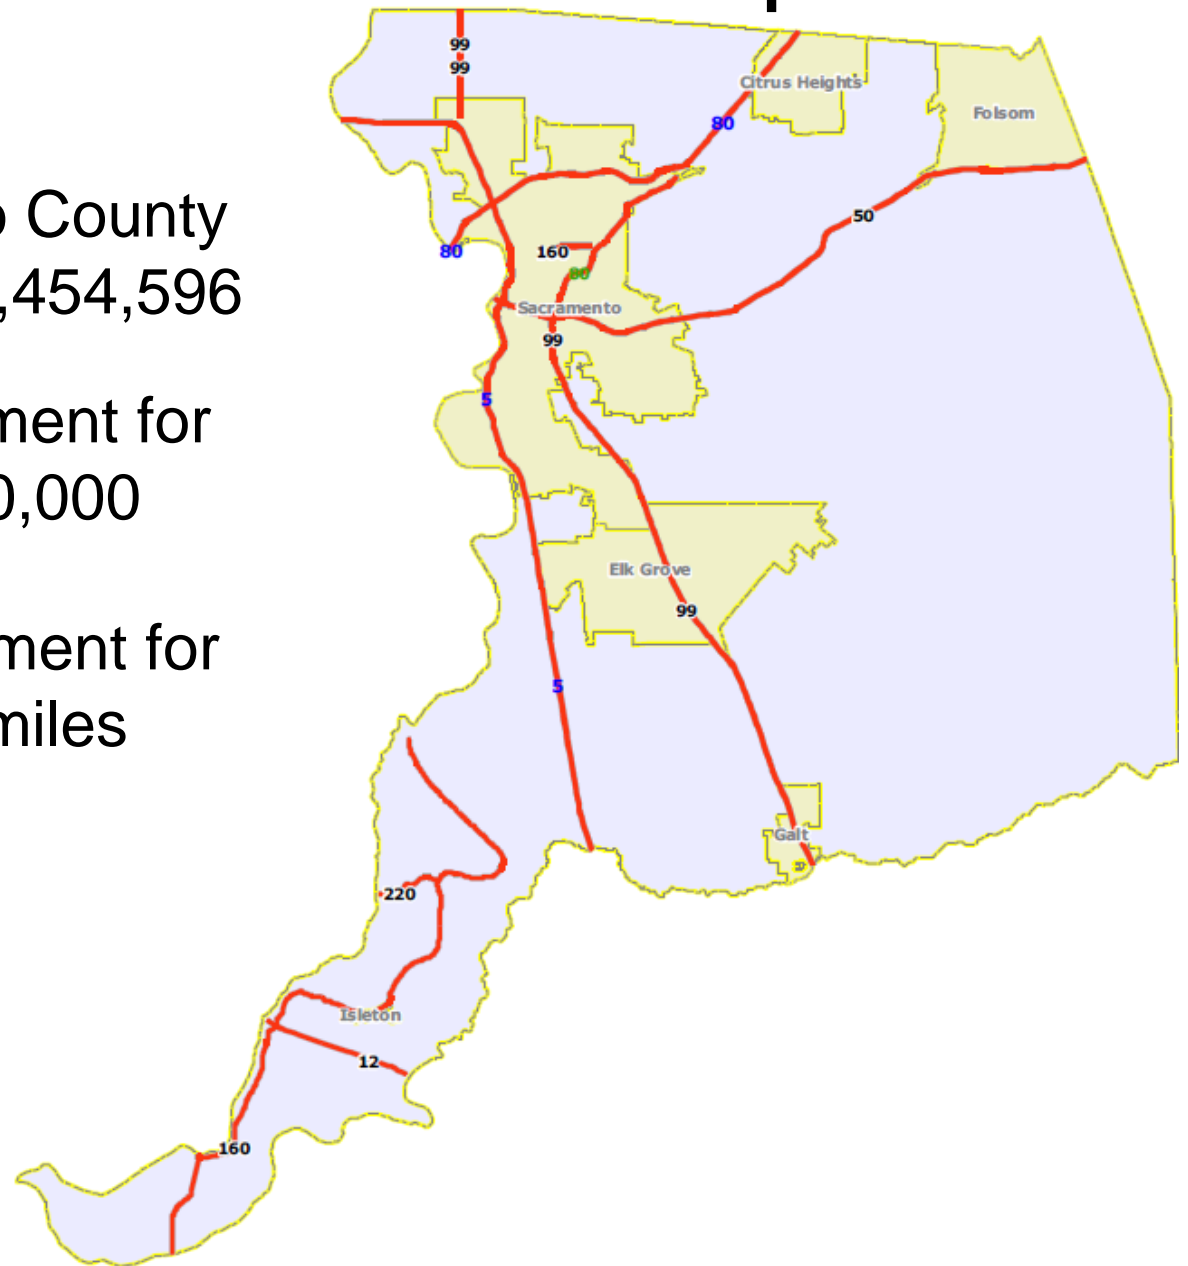 99
99
Citrus Heights
Folsom
80
County
50
80
160
80
,454,596
Sacramento
99
5
ment for
0,000
Elk Grove
99
ment for
5
miles
Galt
220
Isleton
12
160